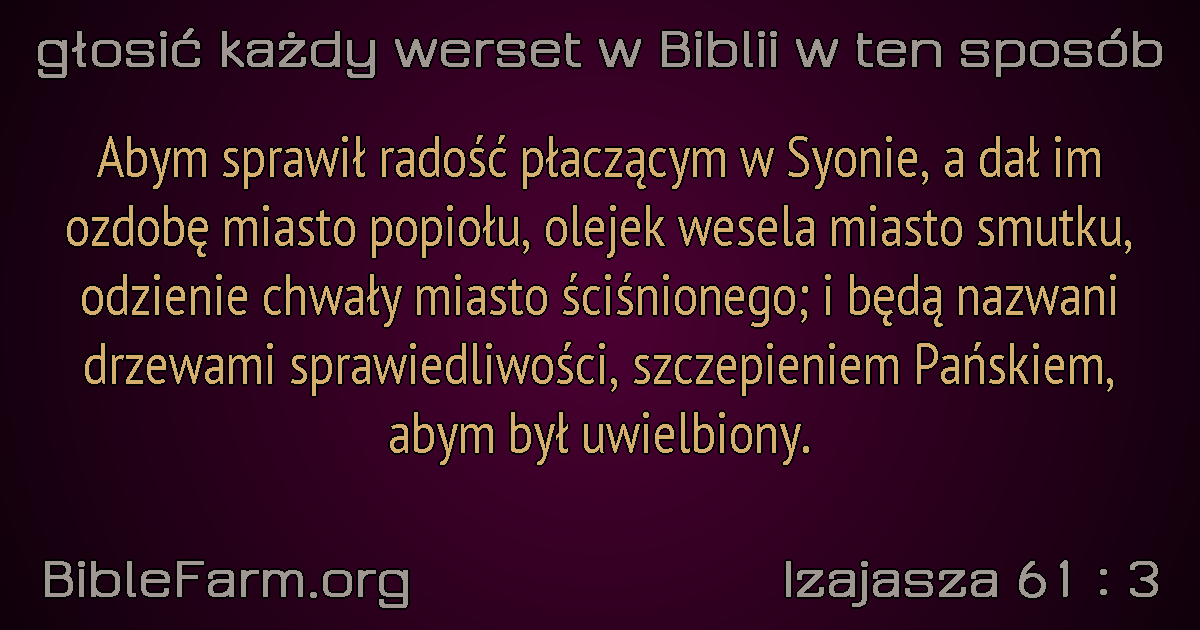 głosić każdy werset w Biblii w ten sposób
Abym sprawił radość płaczącym w Syonie, a dał im
ozdobę miasto popiołu, olejek wesela miasto smutku,
odzienie chwały miasto ściśnionego; i będą nazwani
drzewami sprawiedliwości, szczepieniem Pańskiem,
abym był uwielbiony.
BibleFarm.org
Izajasza 61 : 3